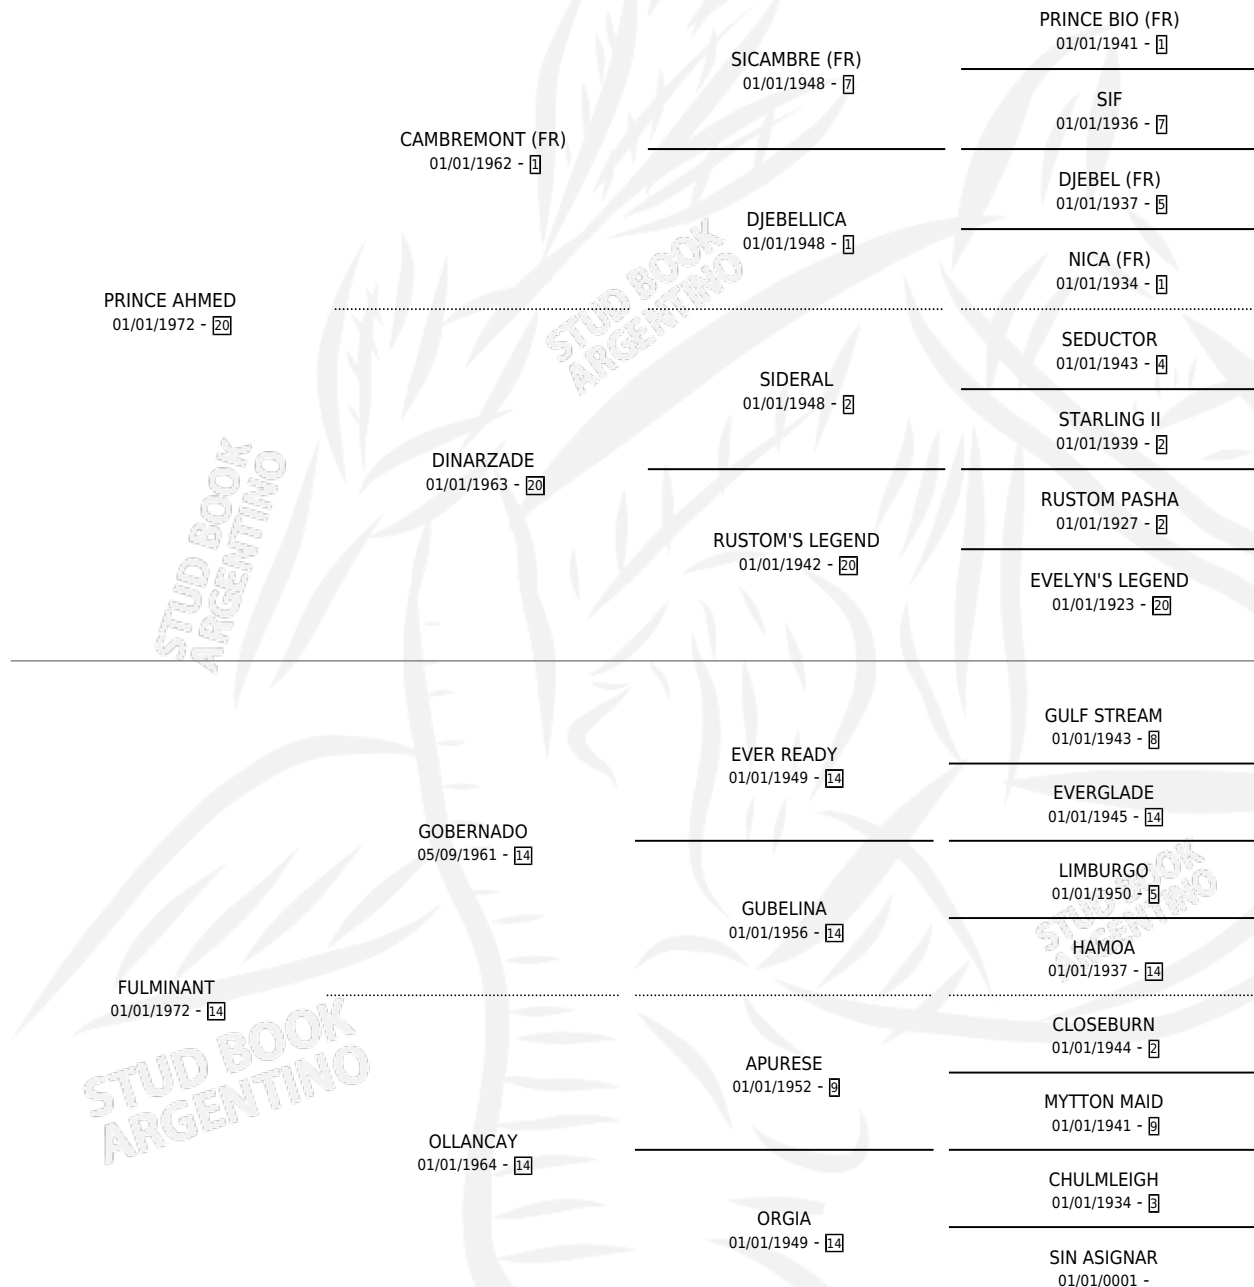 PRINCE BIO (FR)
01/01/1941 - 1
SICAMBRE (FR)
01/01/1948 - 7
SIF
01/01/1936 - 7
CAMBREMONT (FR)
01/01/1962 - 1
DJEBEL (FR)
01/01/1937 - 5
DJEBELLICA
01/01/1948 - 1
NICA (FR)
01/01/1934 - 1
PRINCE AHMED
01/01/1972 - 20
SEDUCTOR
01/01/1943 - 4
SIDERAL
01/01/1948 - 2
STARLING II
01/01/1939 - 2
DINARZADE
01/01/1963 - 20
RUSTOM PASHA
01/01/1927 - 2
RUSTOM'S LEGEND
01/01/1942 - 20
EVELYN'S LEGEND
01/01/1923 - 20
GULF STREAM
01/01/1943 - 8
EVER READY
01/01/1949 - 14
EVERGLADE
01/01/1945 - 14
GOBERNADO
05/09/1961 - 14
LIMBURGO
01/01/1950 - 5
GUBELINA
01/01/1956 - 14
HAMOA
01/01/1937 - 14
FULMINANT
01/01/1972 - 14
CLOSEBURN
01/01/1944 - 2
APURESE
01/01/1952 - 9
MYTTON MAID
01/01/1941 - 9
OLLANCAY
01/01/1964 - 14
CHULMLEIGH
01/01/1934 - 3
ORGIA
01/01/1949 - 14
SIN ASIGNAR
01/01/0001 -
STUD BOOK
ARGENTINO
STUD BOOK
ARGENTINO
STUD BOOK
ARGENTINO
STUD BOOK
ARGENTINO